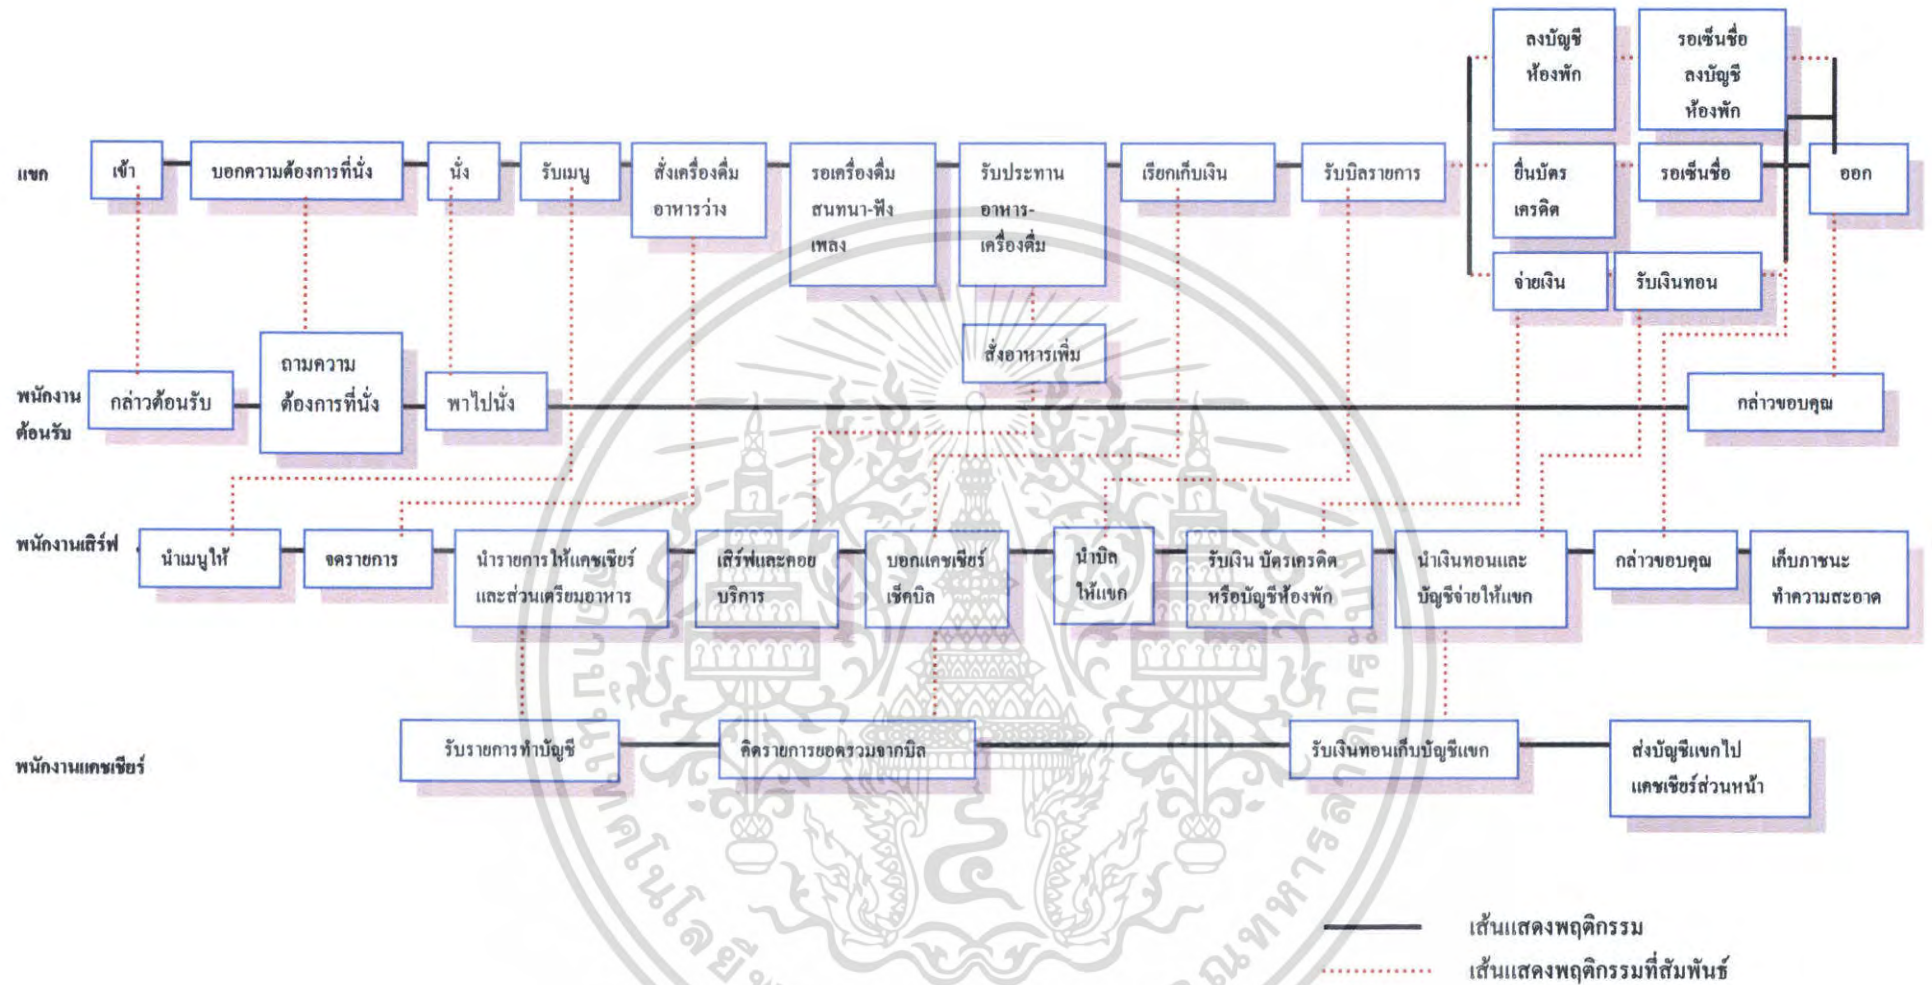 ลงบัญชี
ห้องพัก
รอเซ็นชื่อ
ลงบัญชี
ห้องพัก
แขก
เข้า
บอกความต้องการที่นั่ง
นั่ง
รับเมนู
สั่งเครื่องดื่ม
อาหารว่าง
รอเครื่องดื่ม
สนทนา-ฟัง
เพลง
รับประทาน
อาหาร-
เครื่องดื่ม
เรียกเก็บเงิน
รับบิลรายการ
ยื่นบัตร
เครดิต
รอเซ็นชื่อ
ออก
จ่ายเงิน
รับเงินทอน
สั่งอาหารเพิ่ม
พนักงาน
ต้อนรับ
กล่าวต้อนรับ
ถามความ
ต้องการที่นั่ง
พาไปนั่ง
กล่าวขอบคุณ
พนักงานเสิร์ฟ
นำเมนูให้
จดรายการ
นำรายการให้แคชเชียร์
และส่วนเตรียมอาหาร
เสิร์ฟและคอย
บริการ
บอกแคชเชียร์
เช็คบิล
นำบิล
ให้แขก
รับเงิน บัตรเครดิต
หรือบัญชีห้องพัก
นำเงินทอนและ
บัญชีจ่ายให้แขก
กล่าวขอบคุณ
เก็บภาชนะ
ทำความสะอาด
พนักงานแคชเชียร์
รับรายการทำบัญชี
คิดรายการยอดรวมจากบิล
รับเงินทอนเก็บบัญชีแขก
ส่งบัญชีแขกไป
แคชเชียร์ส่วนหน้า
เส้นแสดงพฤติกรรม
เส้นแสดงพฤติกรรมที่สัมพันธ์